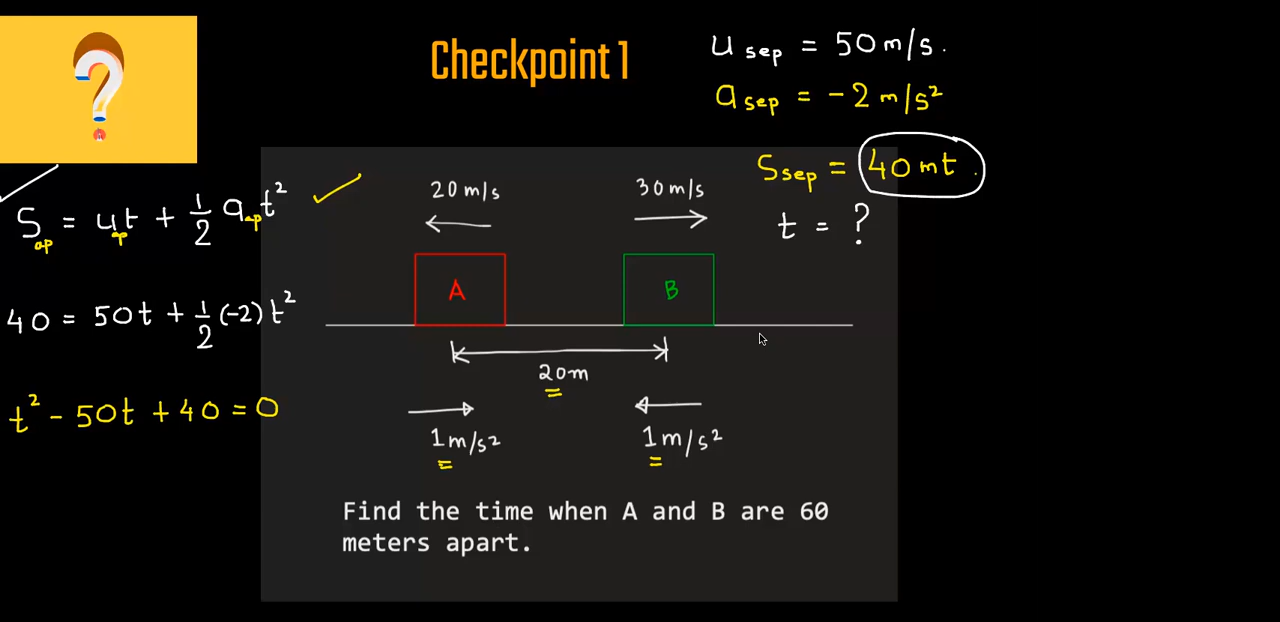 ?
Checkpoint 1
u sep = 50 m/s.
a sep = -2 m/s²
S sep = 40 mt.
t = ?
S ap = u ap t + 1/2 a ap t²
40 = 50t + 1/2 (-2) t²
t² - 50t + 40 = 0
20 m/s
30 m/s
A
B
20m
1 m/s²
1 m/s²
Find the time when A and B are 60
meters apart.